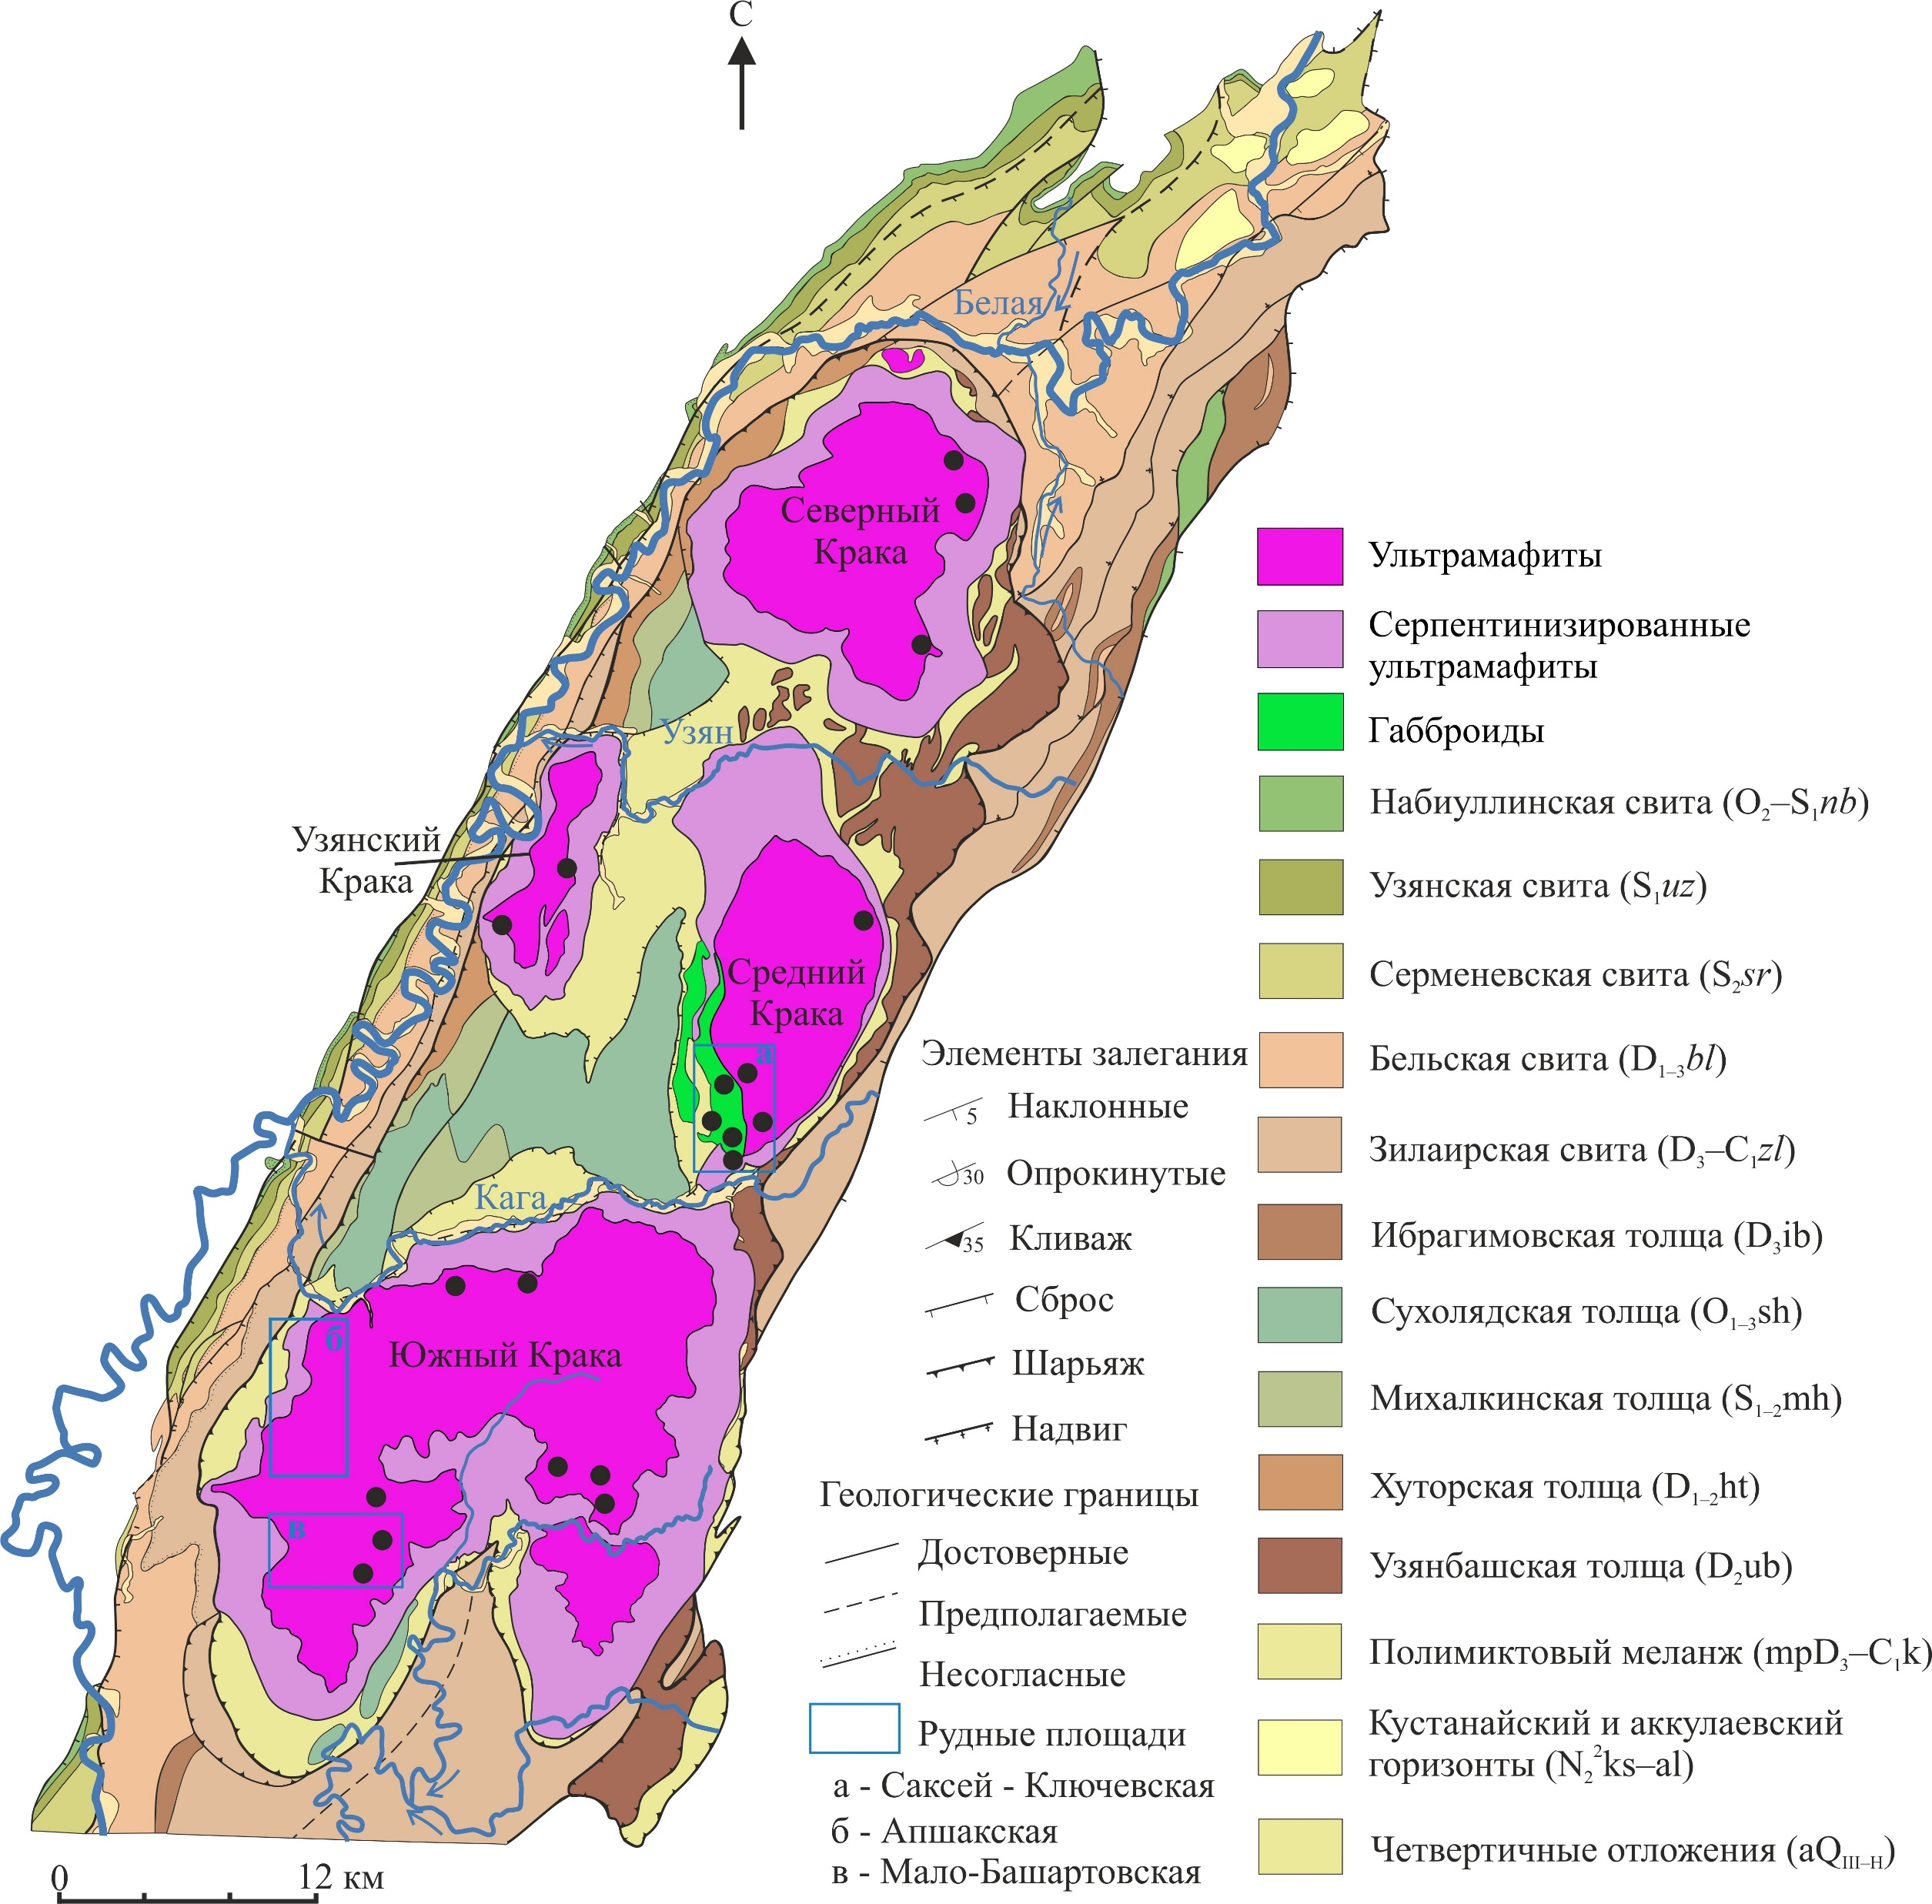 С
Белая
Северный
Крака
Узян
Узянский
Крака
Средний
Крака
а
Кага
б
Южный Крака
в
0 12 км
Элементы залегания
5 Наклонные
30 Опрокинутые
35 Кливаж
Сброс
Шарьяж
Надвиг
Геологические границы
Достоверные
Предполагаемые
Несогласные
Рудные площади
а - Саксей - Ключевская
б - Апшакская
в - Мало-Башартовская
Ультрамафиты
Серпентинизированные
ультрамафиты
Габброиды
Набиуллинская свита (O₂–S₁nb)
Узянская свита (S₁uz)
Серменевская свита (S₂sr)
Бельская свита (D₁₋₃bl)
Зилаирская свита (D₃–C₁zl)
Ибрагимовская толща (D₃ib)
Сухолядская толща (O₁₋₃sh)
Михалкинская толща (S₁₋₂mh)
Хуторская толща (D₁₋₂ht)
Узянбашская толща (D₂ub)
Полимиктовый меланж (mpD₃–C₁k)
Кустанайский и аккулаевский
горизонты (N₂²ks–al)
Четвертичные отложения (aQIII–H)